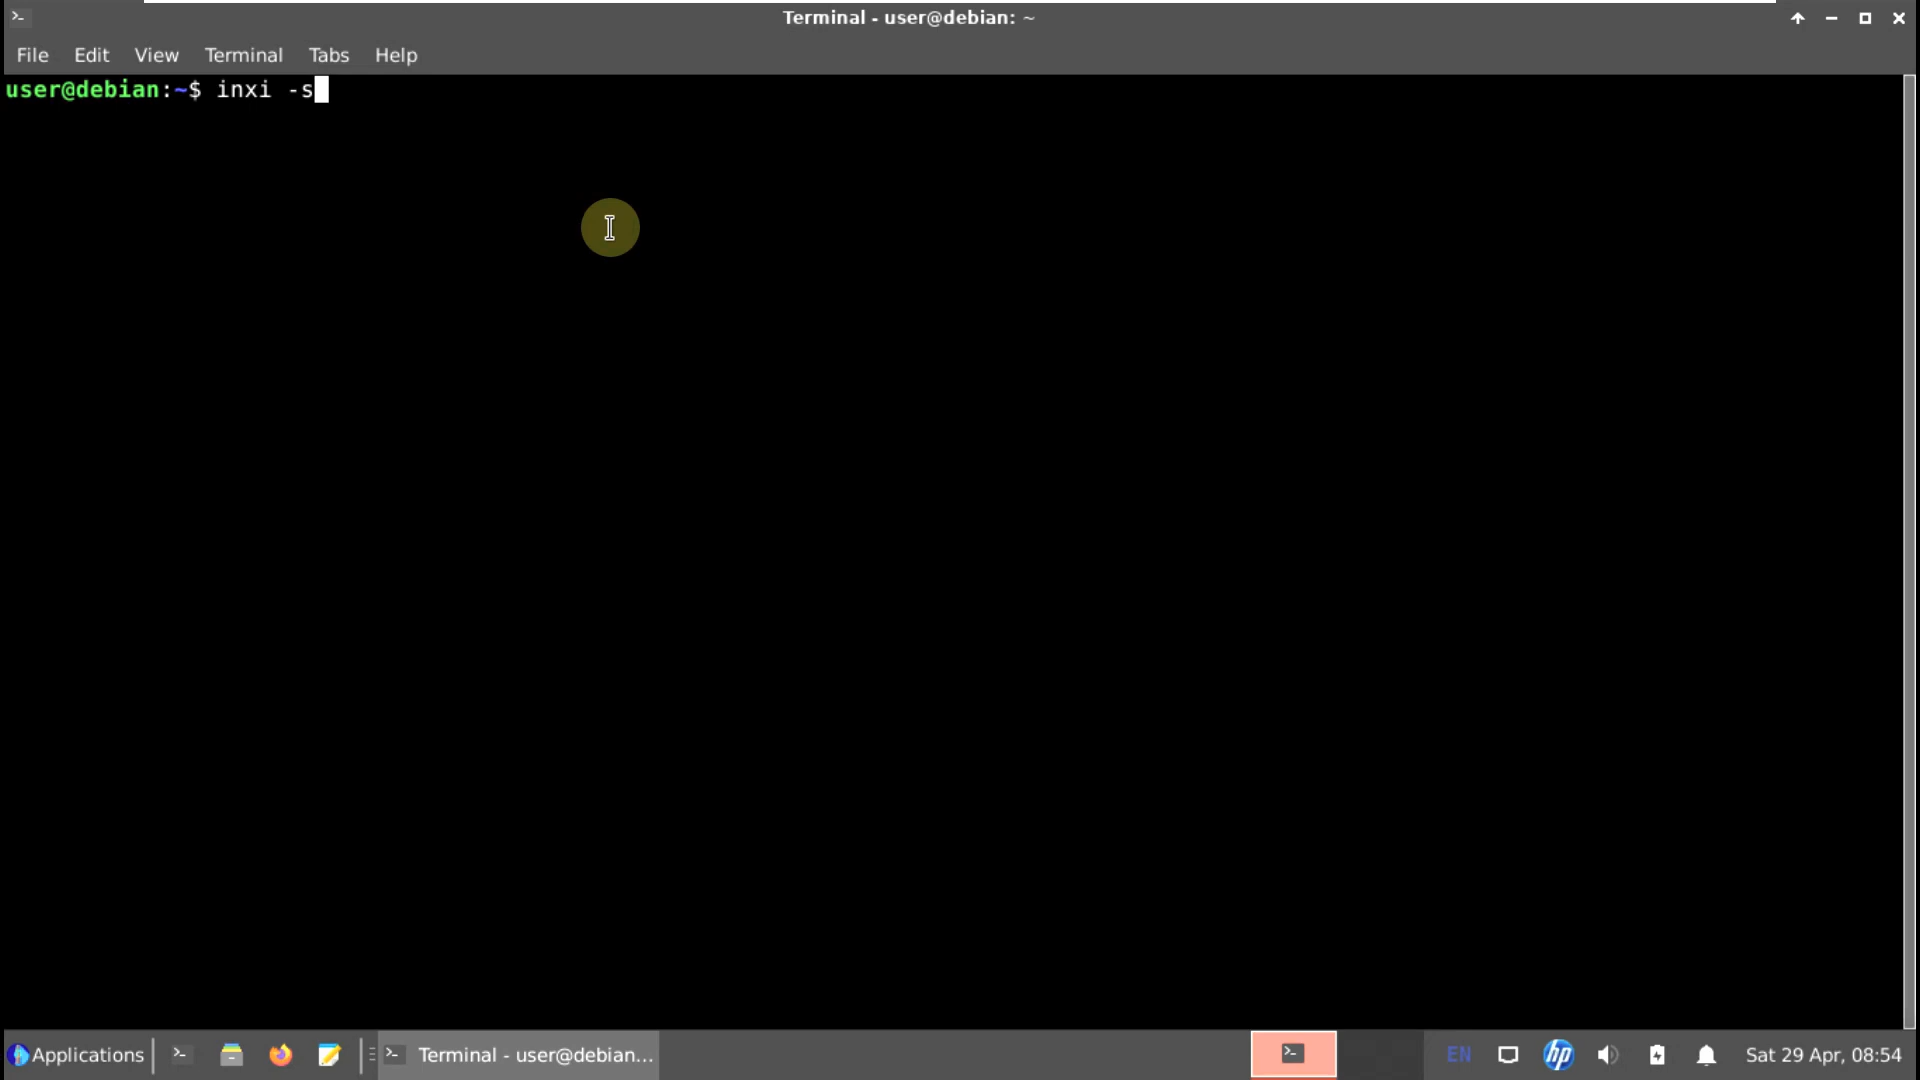 Terminal - user@debian: ~
File Edit View Terminal Tabs Help
user@debian:~$ inxi -s
Applications Terminal - user@debian... EN hp Sat 29 Apr, 08:54